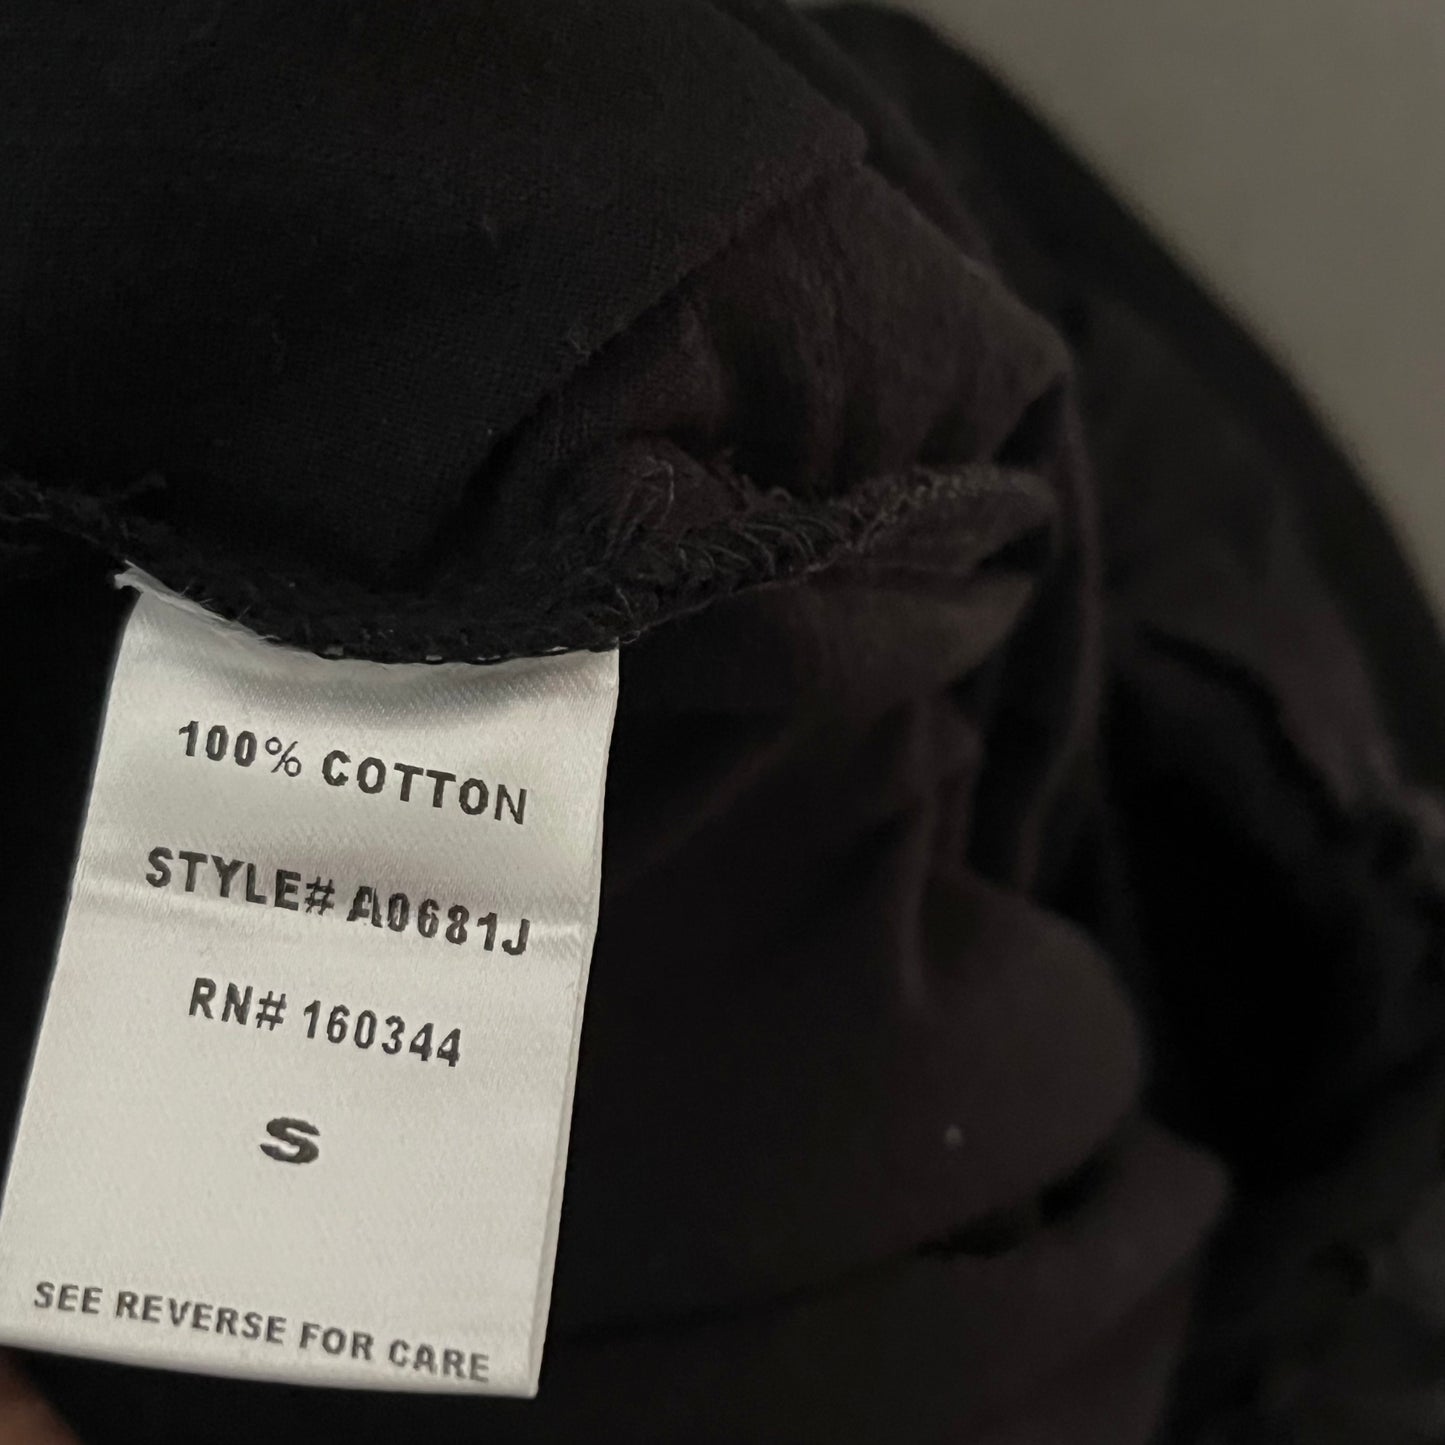 100% COTTON
STYLE# A0681J
RN# 160344
S
SEE REVERSE FOR CARE